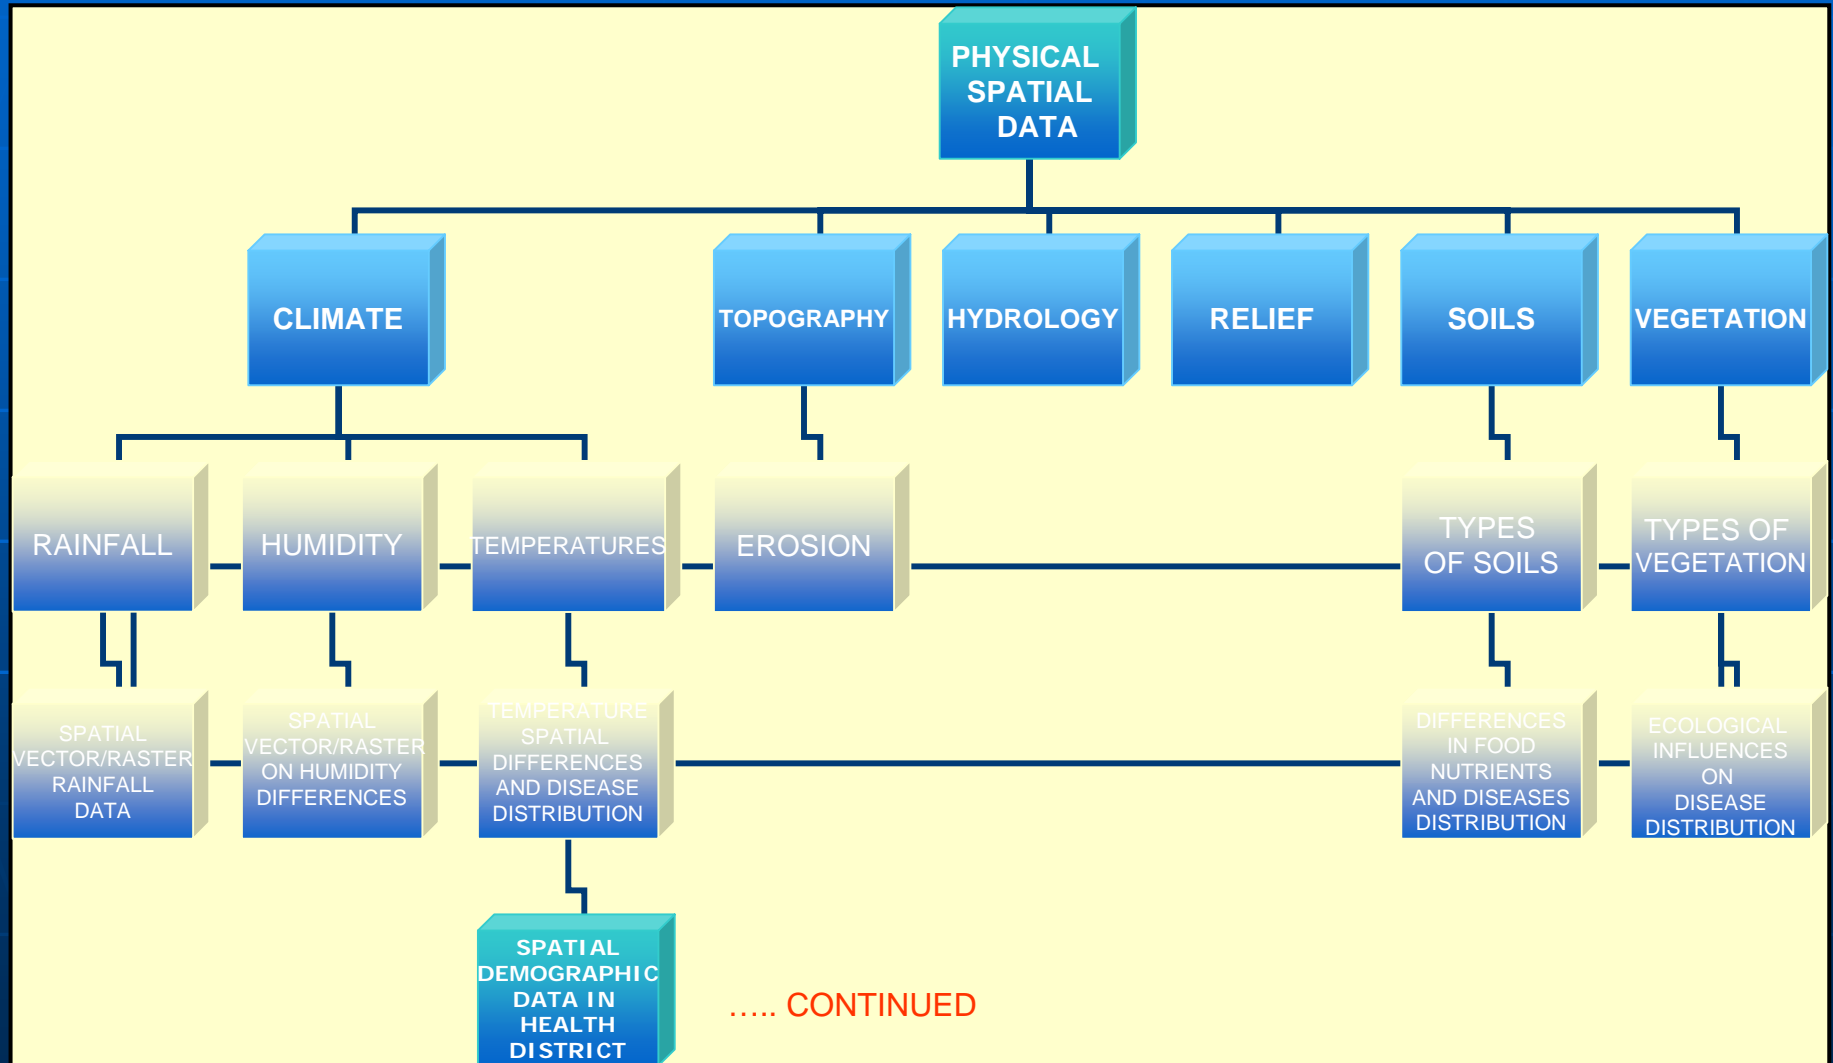 PHYSICAL
SPATIAL
DATA
CLIMATE
TOPOGRAPHY
HYDROLOGY
RELIEF
SOILS
VEGETATION
RAINFALL
HUMIDITY
TEMPERATURES
EROSION
TYPES
OF SOILS
TYPES OF
VEGETATION
SPATIAL
VECTOR/RASTER
RAINFALL
DATA
SPATIAL
VECTOR/RASTER
ON HUMIDITY
DIFFERENCES
TEMPERATURE
SPATIAL
DIFFERENCES
AND DISEASE
DISTRIBUTION
DIFFERENCES
IN FOOD
NUTRIENTS
AND DISEASES
DISTRIBUTION
ECOLOGICAL
INFLUENCES
ON
DISEASE
DISTRIBUTION
SPATIAL
DEMOGRAPHIC
DATA IN
HEALTH
DISTRICT
….. CONTINUED